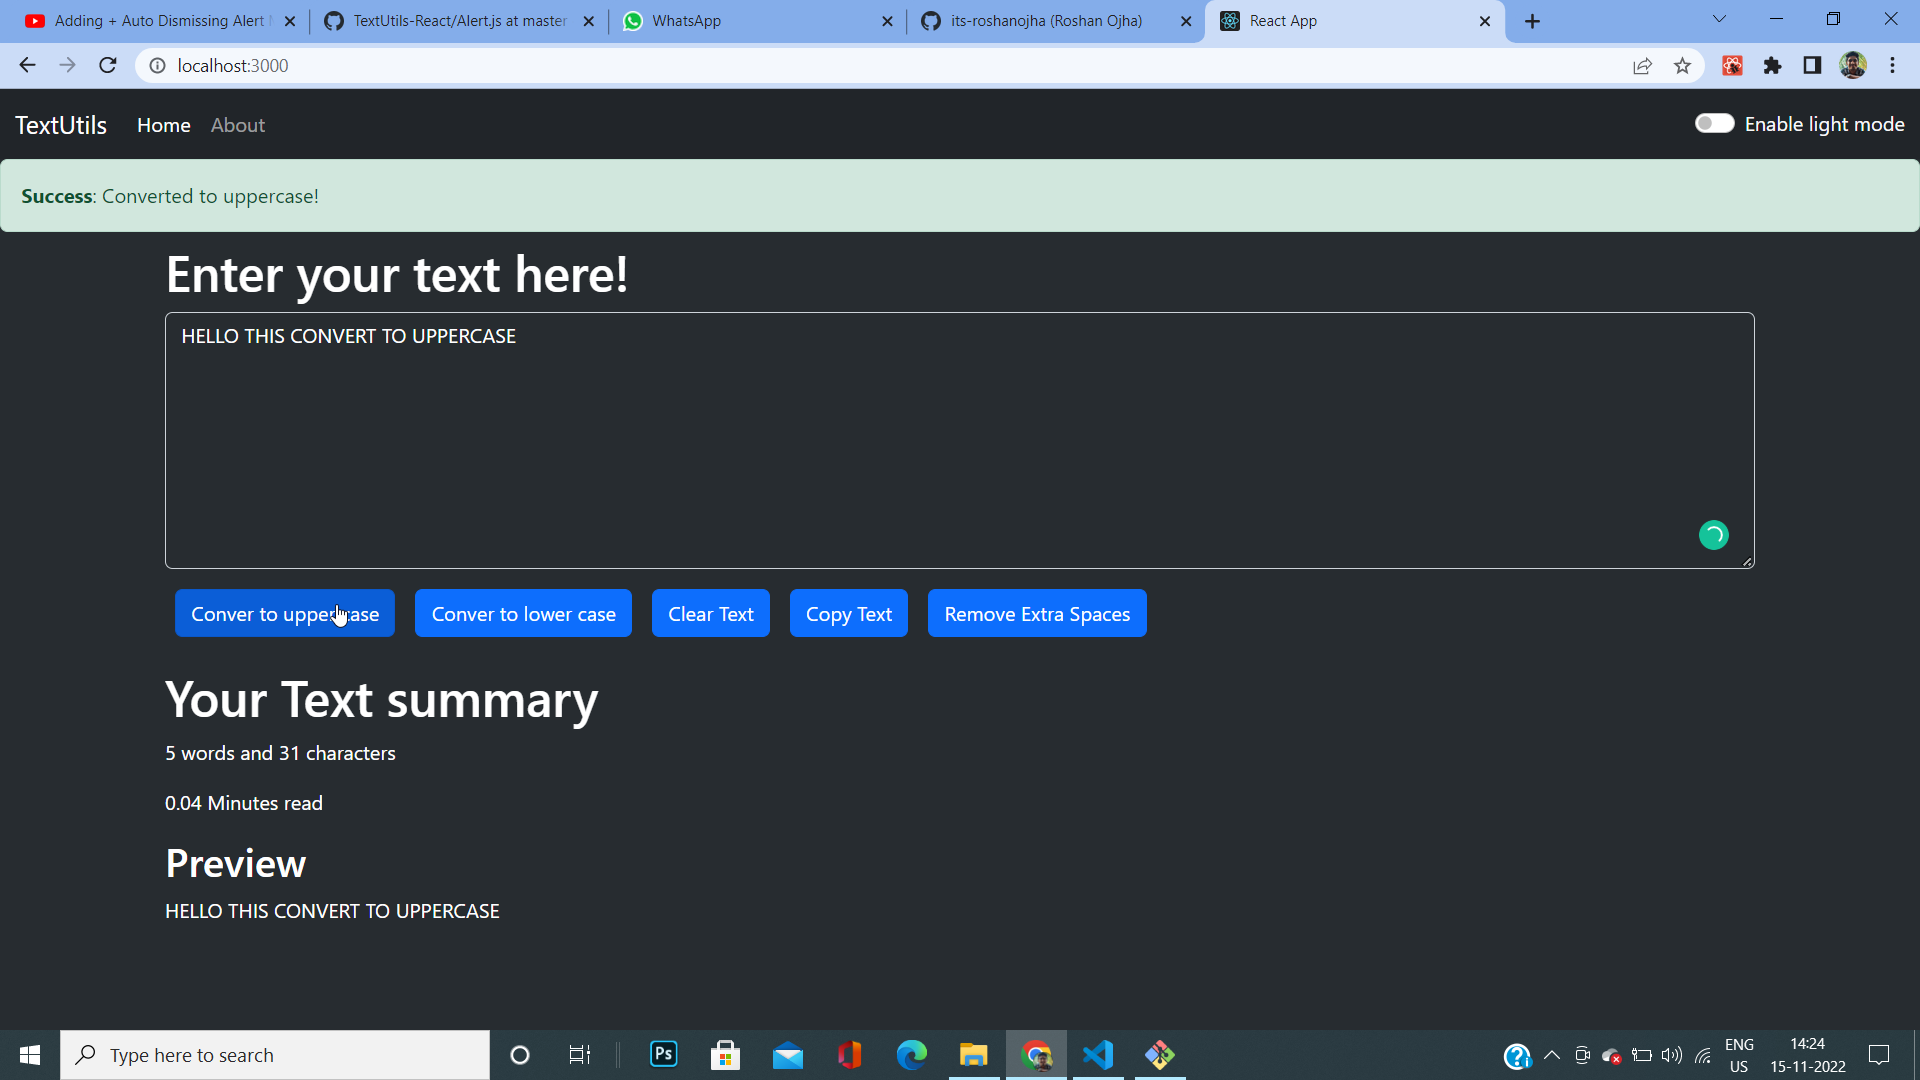 Adding + Auto Dismissing Alert
TextUtils-React/Alert.js at master
WhatsApp
its-roshanojha (Roshan Ojha)
React App
localhost:3000
TextUtils
Home
About
Enable light mode
Success: Converted to uppercase!
Enter your text here!
HELLO THIS CONVERT TO UPPERCASE
Conver to uppercase
Conver to lower case
Clear Text
Copy Text
Remove Extra Spaces
Your Text summary
5 words and 31 characters
0.04 Minutes read
Preview
HELLO THIS CONVERT TO UPPERCASE
Type here to search
Ps
ENG
US
14:24
15-11-2022